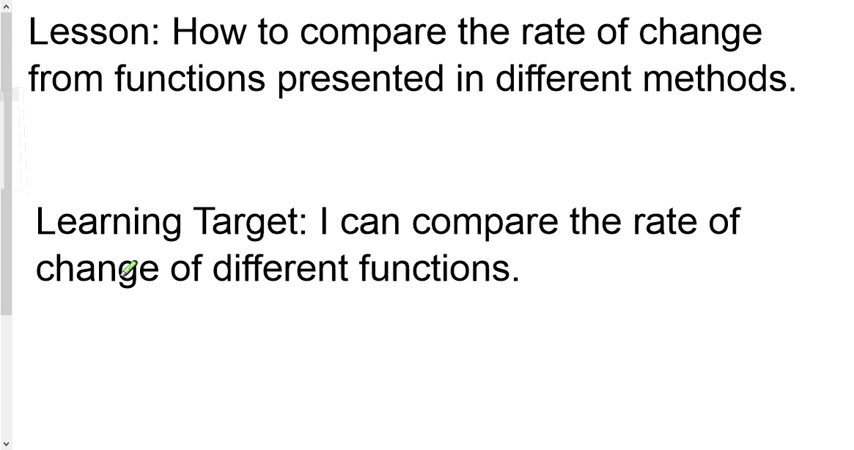 Lesson: How to compare the rate of change
from functions presented in different methods.
Learning Target: I can compare the rate of
change of different functions.